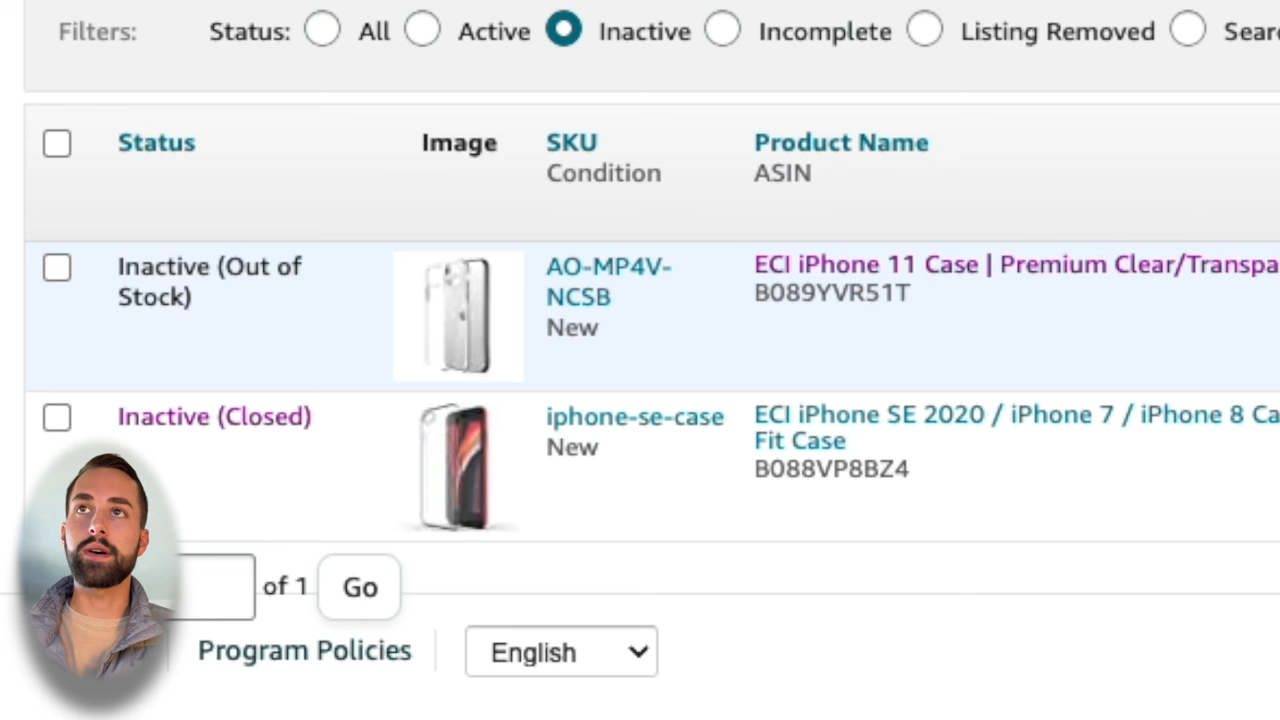 Filters: Status: All Active Inactive Incomplete Listing Removed
Status Image SKU Product Name
Condition ASIN
Inactive (Out of Stock) AO-MP4V- ECI iPhone 11 Case | Premium Clear/
NCSB B089YVR51T
New
Inactive (Closed) iphone-se-case ECI iPhone SE 2020 / iPhone 7 / iPhone 8
New Fit Case
B088VP8BZ4
of 1 Go
Program Policies English